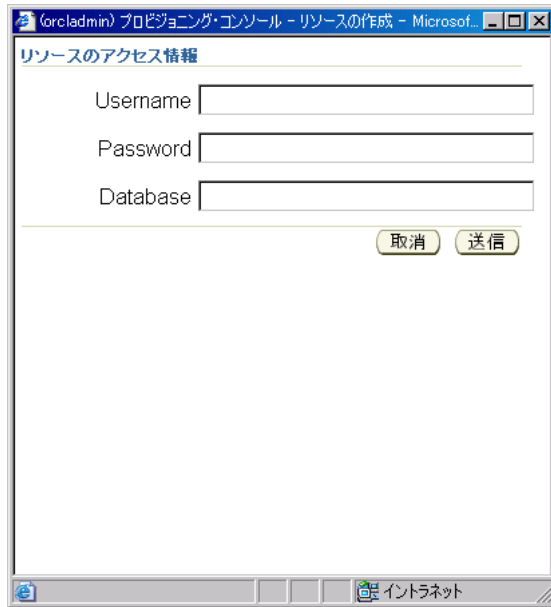 (orcladmin) プロビジョニング・コンソール - リソースの作成 - Microsof...
リソースのアクセス情報
Username
Password
Database
取消 送信
イントラネット